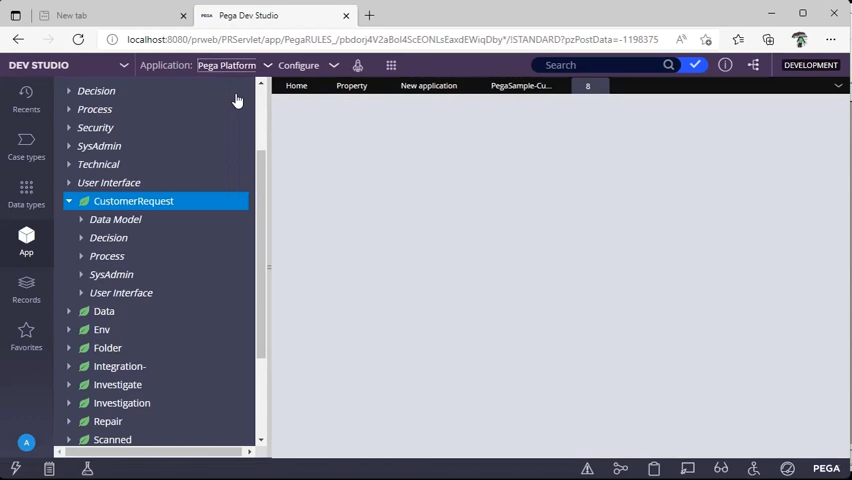 New tab
PEGA Pega Dev Studio
localhost:8080/prweb/PRServlet/app/PegaRULES_/pbdorj4V2aBol4ScEONLsEaxdEWiqDby*/!STANDARD?pzPostData=-1198375
DEV STUDIO Application: Pega Platform Configure Search DEVELOPMENT
Home Property New application PegaSample-Cu... 8
Recents
Case types
Data types
App
Records
Favorites
A
Decision
Process
Security
SysAdmin
Technical
User Interface
CustomerRequest
Data Model
Decision
Process
SysAdmin
User Interface
Data
Env
Folder
Integration-
Investigate
Investigation
Repair
Scanned
PEGA